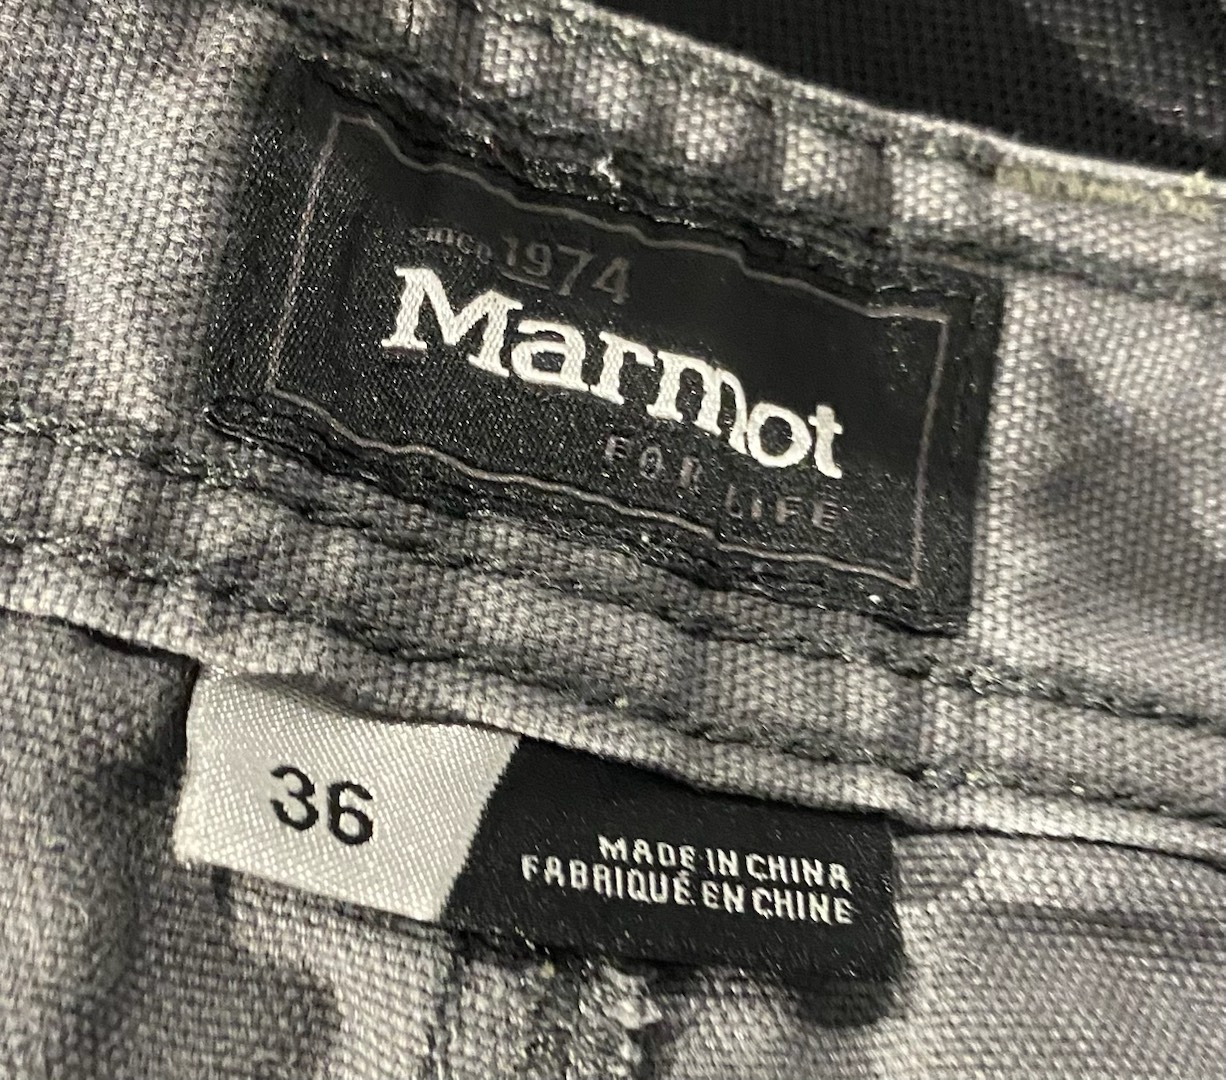 since 1974
Marmot
FOR LIFE
36
MADE IN CHINA
FABRIQUÉ EN CHINE